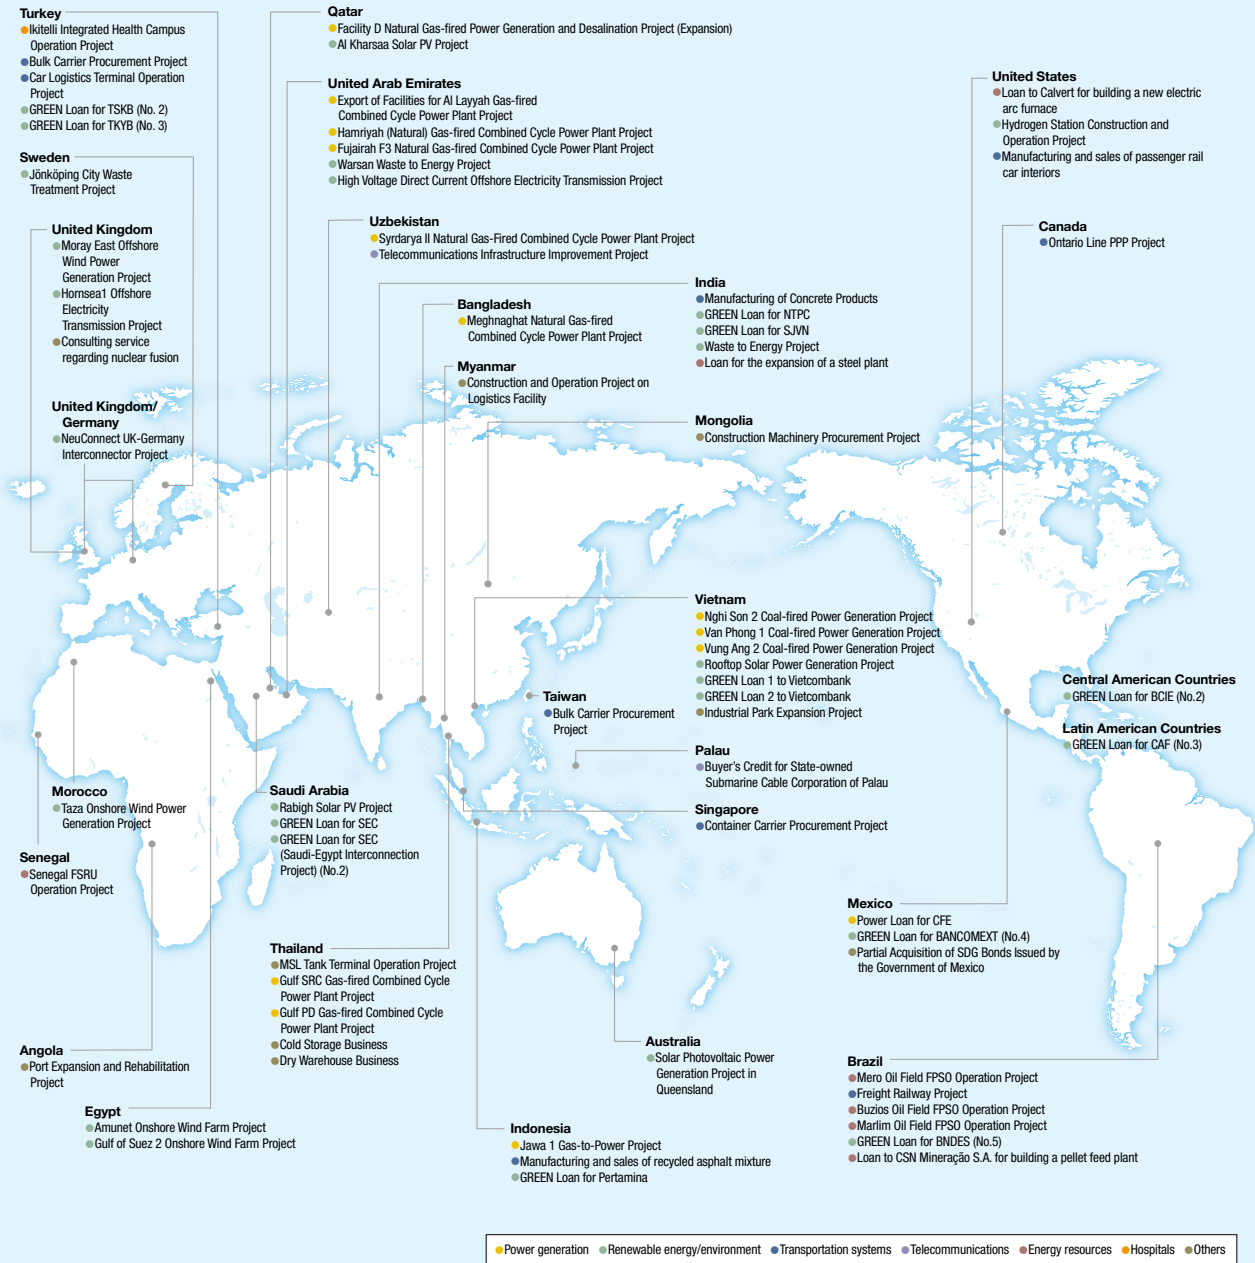 Turkey
●Ikitelli Integrated Health Campus
Operation Project
●Bulk Carrier Procurement Project
●Car Logistics Terminal Operation
Project
●GREEN Loan for TSKB (No. 2)
●GREEN Loan for TKYB (No. 3)
Sweden
●Jönköping City Waste
Treatment Project
United Kingdom
●Moray East Offshore
Wind Power
Generation Project
●Hornsea1 Offshore
Electricity
Transmission Project
●Consulting service
regarding nuclear fusion
United Kingdom/
Germany
●NeuConnect UK-Germany
Interconnector Project
Qatar
●Facility D Natural Gas-fired Power Generation and Desalination Project (Expansion)
●Al Kharsaa Solar PV Project
United Arab Emirates
●Export of Facilities for Al Layyah Gas-fired
Combined Cycle Power Plant Project
●Hamriyah (Natural) Gas-fired Combined Cycle Power Plant Project
●Fujairah F3 Natural Gas-fired Combined Cycle Power Plant Project
●Warsan Waste to Energy Project
●High Voltage Direct Current Offshore Electricity Transmission Project
Uzbekistan
●Syrdarya II Natural Gas-Fired Combined Cycle Power Plant Project
●Telecommunications Infrastructure Improvement Project
Bangladesh
●Meghnaghat Natural Gas-fired
Combined Cycle Power Plant Project
Myanmar
●Construction and Operation Project on
Logistics Facility
India
●Manufacturing of Concrete Products
●GREEN Loan for NTPC
●GREEN Loan for SJVN
●Waste to Energy Project
●Loan for the expansion of a steel plant
Mongolia
●Construction Machinery Procurement Project
United States
●Loan to Calvert for building a new electric
arc furnace
●Hydrogen Station Construction and
Operation Project
●Manufacturing and sales of passenger rail
car interiors
Canada
●Ontario Line PPP Project
Vietnam
●Nghi Son 2 Coal-fired Power Generation Project
●Van Phong 1 Coal-fired Power Generation Project
●Vung Ang 2 Coal-fired Power Generation Project
●Rooftop Solar Power Generation Project
●GREEN Loan 1 to Vietcombank
●GREEN Loan 2 to Vietcombank
●Industrial Park Expansion Project
Taiwan
●Bulk Carrier Procurement
Project
Palau
●Buyer's Credit for State-owned
Submarine Cable Corporation of Palau
Singapore
●Container Carrier Procurement Project
Central American Countries
●GREEN Loan for BCIE (No.2)
Latin American Countries
●GREEN Loan for CAF (No.3)
Morocco
●Taza Onshore Wind Power
Generation Project
Senegal
●Senegal FSRU
Operation Project
Saudi Arabia
●Rabigh Solar PV Project
●GREEN Loan for SEC
●GREEN Loan for SEC
(Saudi-Egypt Interconnection
Project) (No.2)
Thailand
●MSL Tank Terminal Operation Project
●Gulf SRC Gas-fired Combined Cycle
Power Plant Project
●Gulf PD Gas-fired Combined Cycle
Power Plant Project
●Cold Storage Business
●Dry Warehouse Business
Mexico
●Power Loan for CFE
●GREEN Loan for BANCOMEXT (No.4)
●Partial Acquisition of SDG Bonds Issued by
the Government of Mexico
Angola
●Port Expansion and Rehabilitation
Project
Egypt
●Amunet Onshore Wind Farm Project
●Gulf of Suez 2 Onshore Wind Farm Project
Australia
●Solar Photovoltaic Power
Generation Project in
Queensland
Brazil
●Mero Oil Field FPSO Operation Project
●Freight Railway Project
●Buzios Oil Field FPSO Operation Project
●Marlim Oil Field FPSO Operation Project
●GREEN Loan for BNDES (No.5)
●Loan to CSN Mineração S.A. for building a pellet feed plant
Indonesia
●Jawa 1 Gas-to-Power Project
●Manufacturing and sales of recycled asphalt mixture
●GREEN Loan for Pertamina
●Power generation ●Renewable energy/environment ●Transportation systems ●Telecommunications ●Energy resources ●Hospitals ●Others